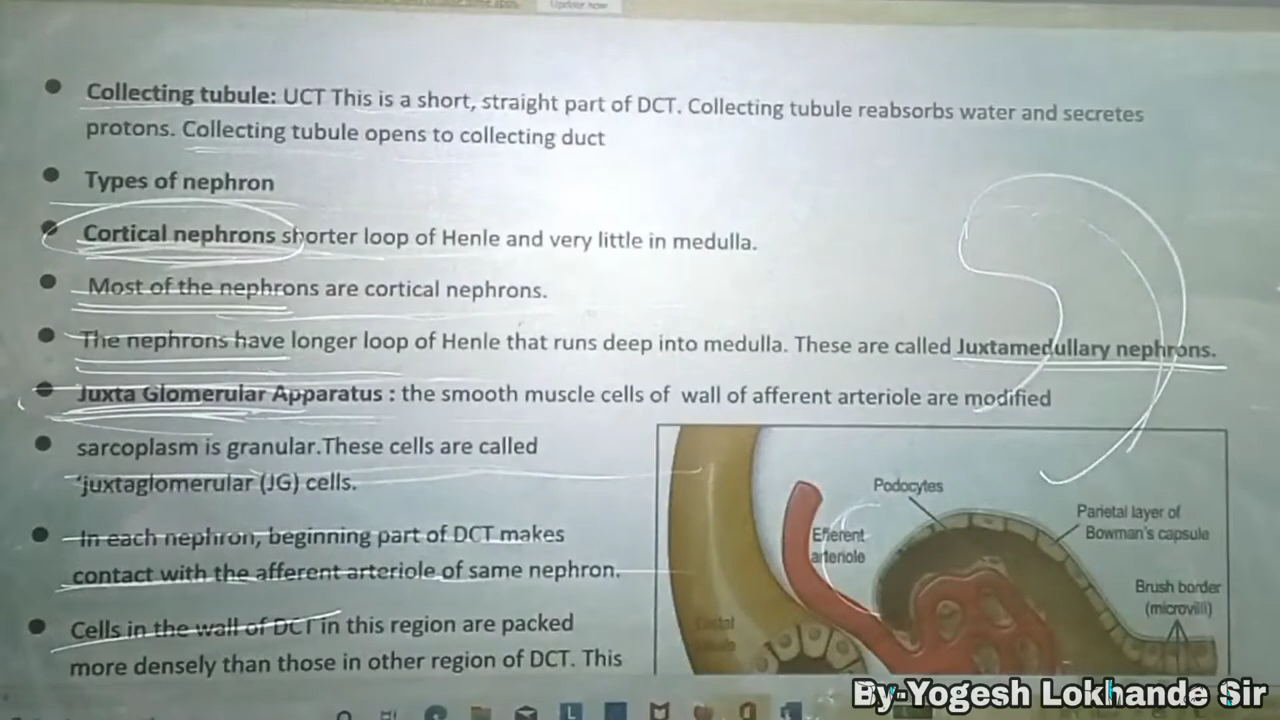 Update now
Collecting tubule: UCT This is a short, straight part of DCT. Collecting tubule reabsorbs water and secretes
protons. Collecting tubule opens to collecting duct
Types of nephron
Cortical nephrons shorter loop of Henle and very little in medulla.
Most of the nephrons are cortical nephrons.
The nephrons have longer loop of Henle that runs deep into medulla. These are called Juxtamedullary nephrons.
Juxta Glomerular Apparatus : the smooth muscle cells of wall of afferent arteriole are modified
sarcoplasm is granular.These cells are called
‘juxtaglomerular (JG) cells.
In each nephron, beginning part of DCT makes
contact with the afferent arteriole of same nephron.
Cells in the wall of DCT in this region are packed
more densely than those in other region of DCT. This
Podocytes
Parietal layer of
Bowman's capsule
Efferent
arteriole
Brush border
(microvilli)
Distal
tubule
By-Yogesh Lokhande Sir